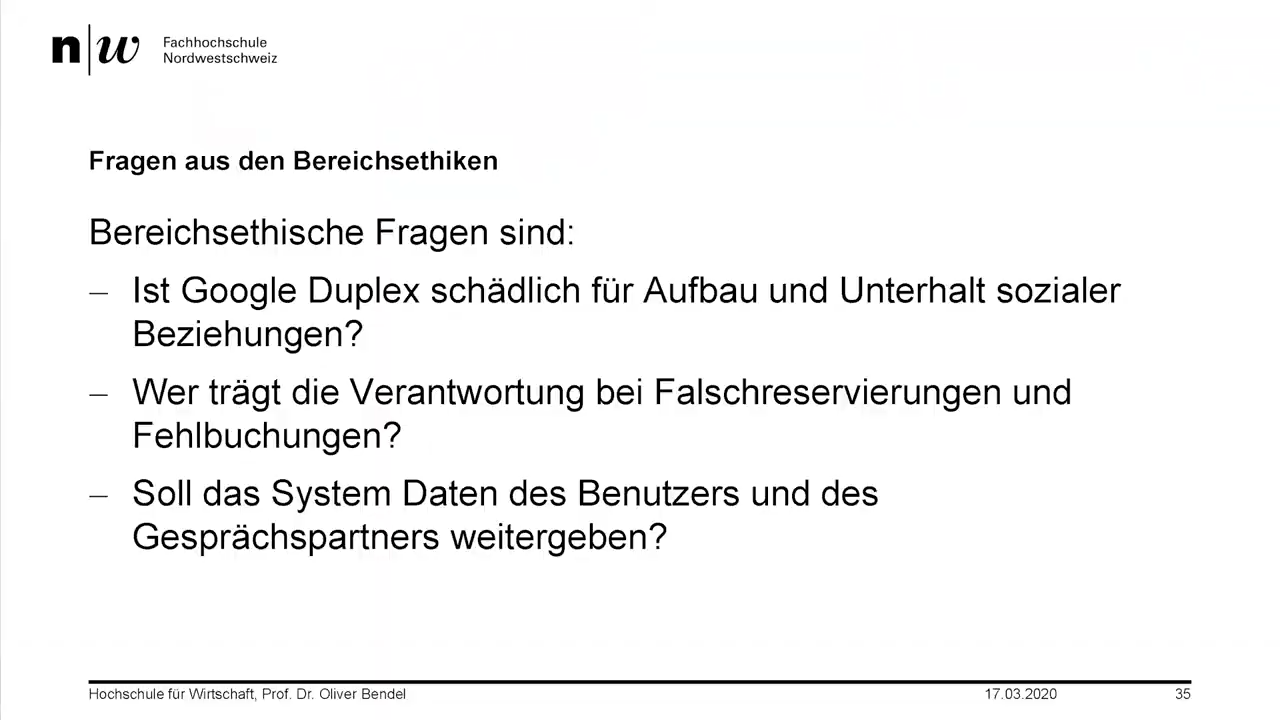 n|w Fachhochschule
Nordwestschweiz
Fragen aus den Bereichsethiken
Bereichsethische Fragen sind:
– Ist Google Duplex schädlich für Aufbau und Unterhalt sozialer
Beziehungen?
– Wer trägt die Verantwortung bei Falschreservierungen und
Fehlbuchungen?
– Soll das System Daten des Benutzers und des
Gesprächspartners weitergeben?
Hochschule für Wirtschaft, Prof. Dr. Oliver Bendel 17.03.2020 35